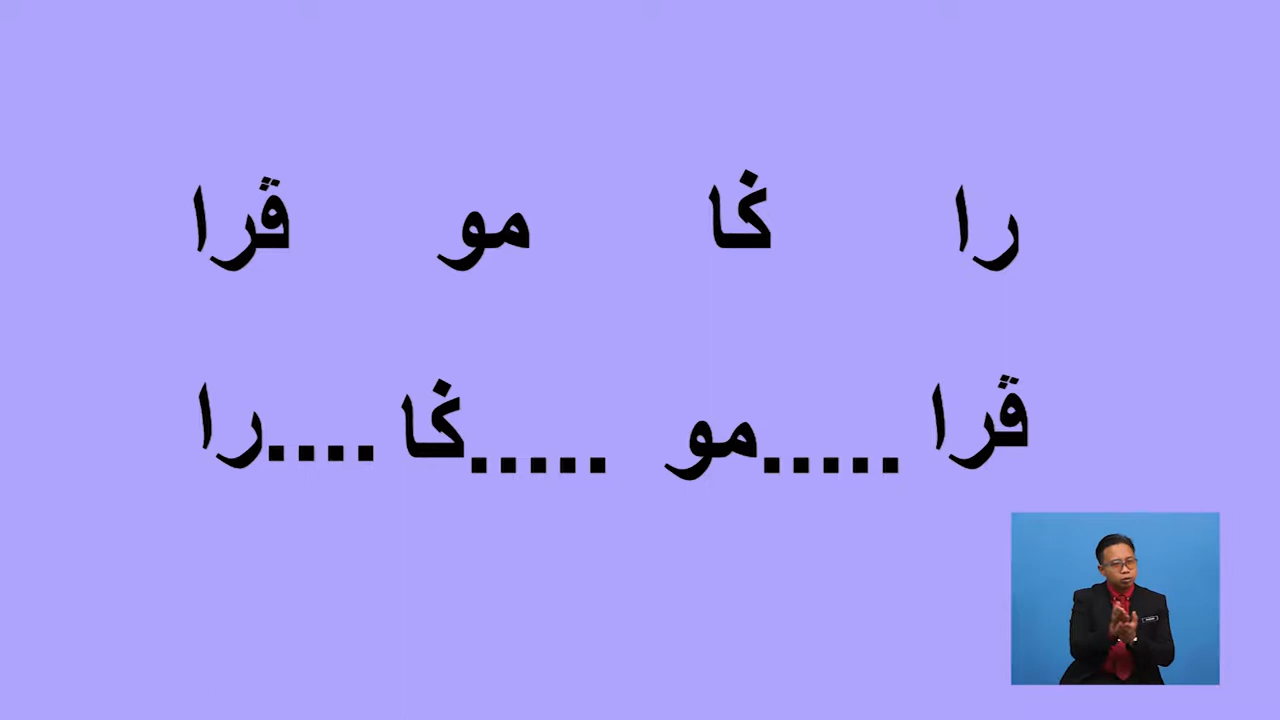 را ݢا مو ڤرا
ڤرا .....مو .....ݢا ....را